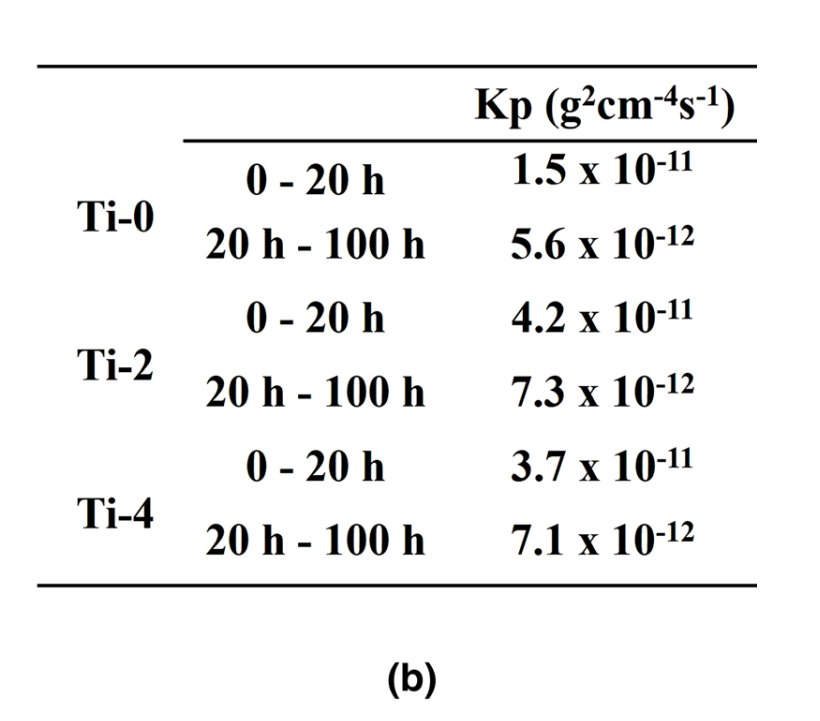 Kp (g²cm⁻⁴s⁻¹)
Ti-0
0 - 20 h 1.5 x 10⁻¹¹
20 h - 100 h 5.6 x 10⁻¹²
Ti-2
0 - 20 h 4.2 x 10⁻¹¹
20 h - 100 h 7.3 x 10⁻¹²
Ti-4
0 - 20 h 3.7 x 10⁻¹¹
20 h - 100 h 7.1 x 10⁻¹²
(b)